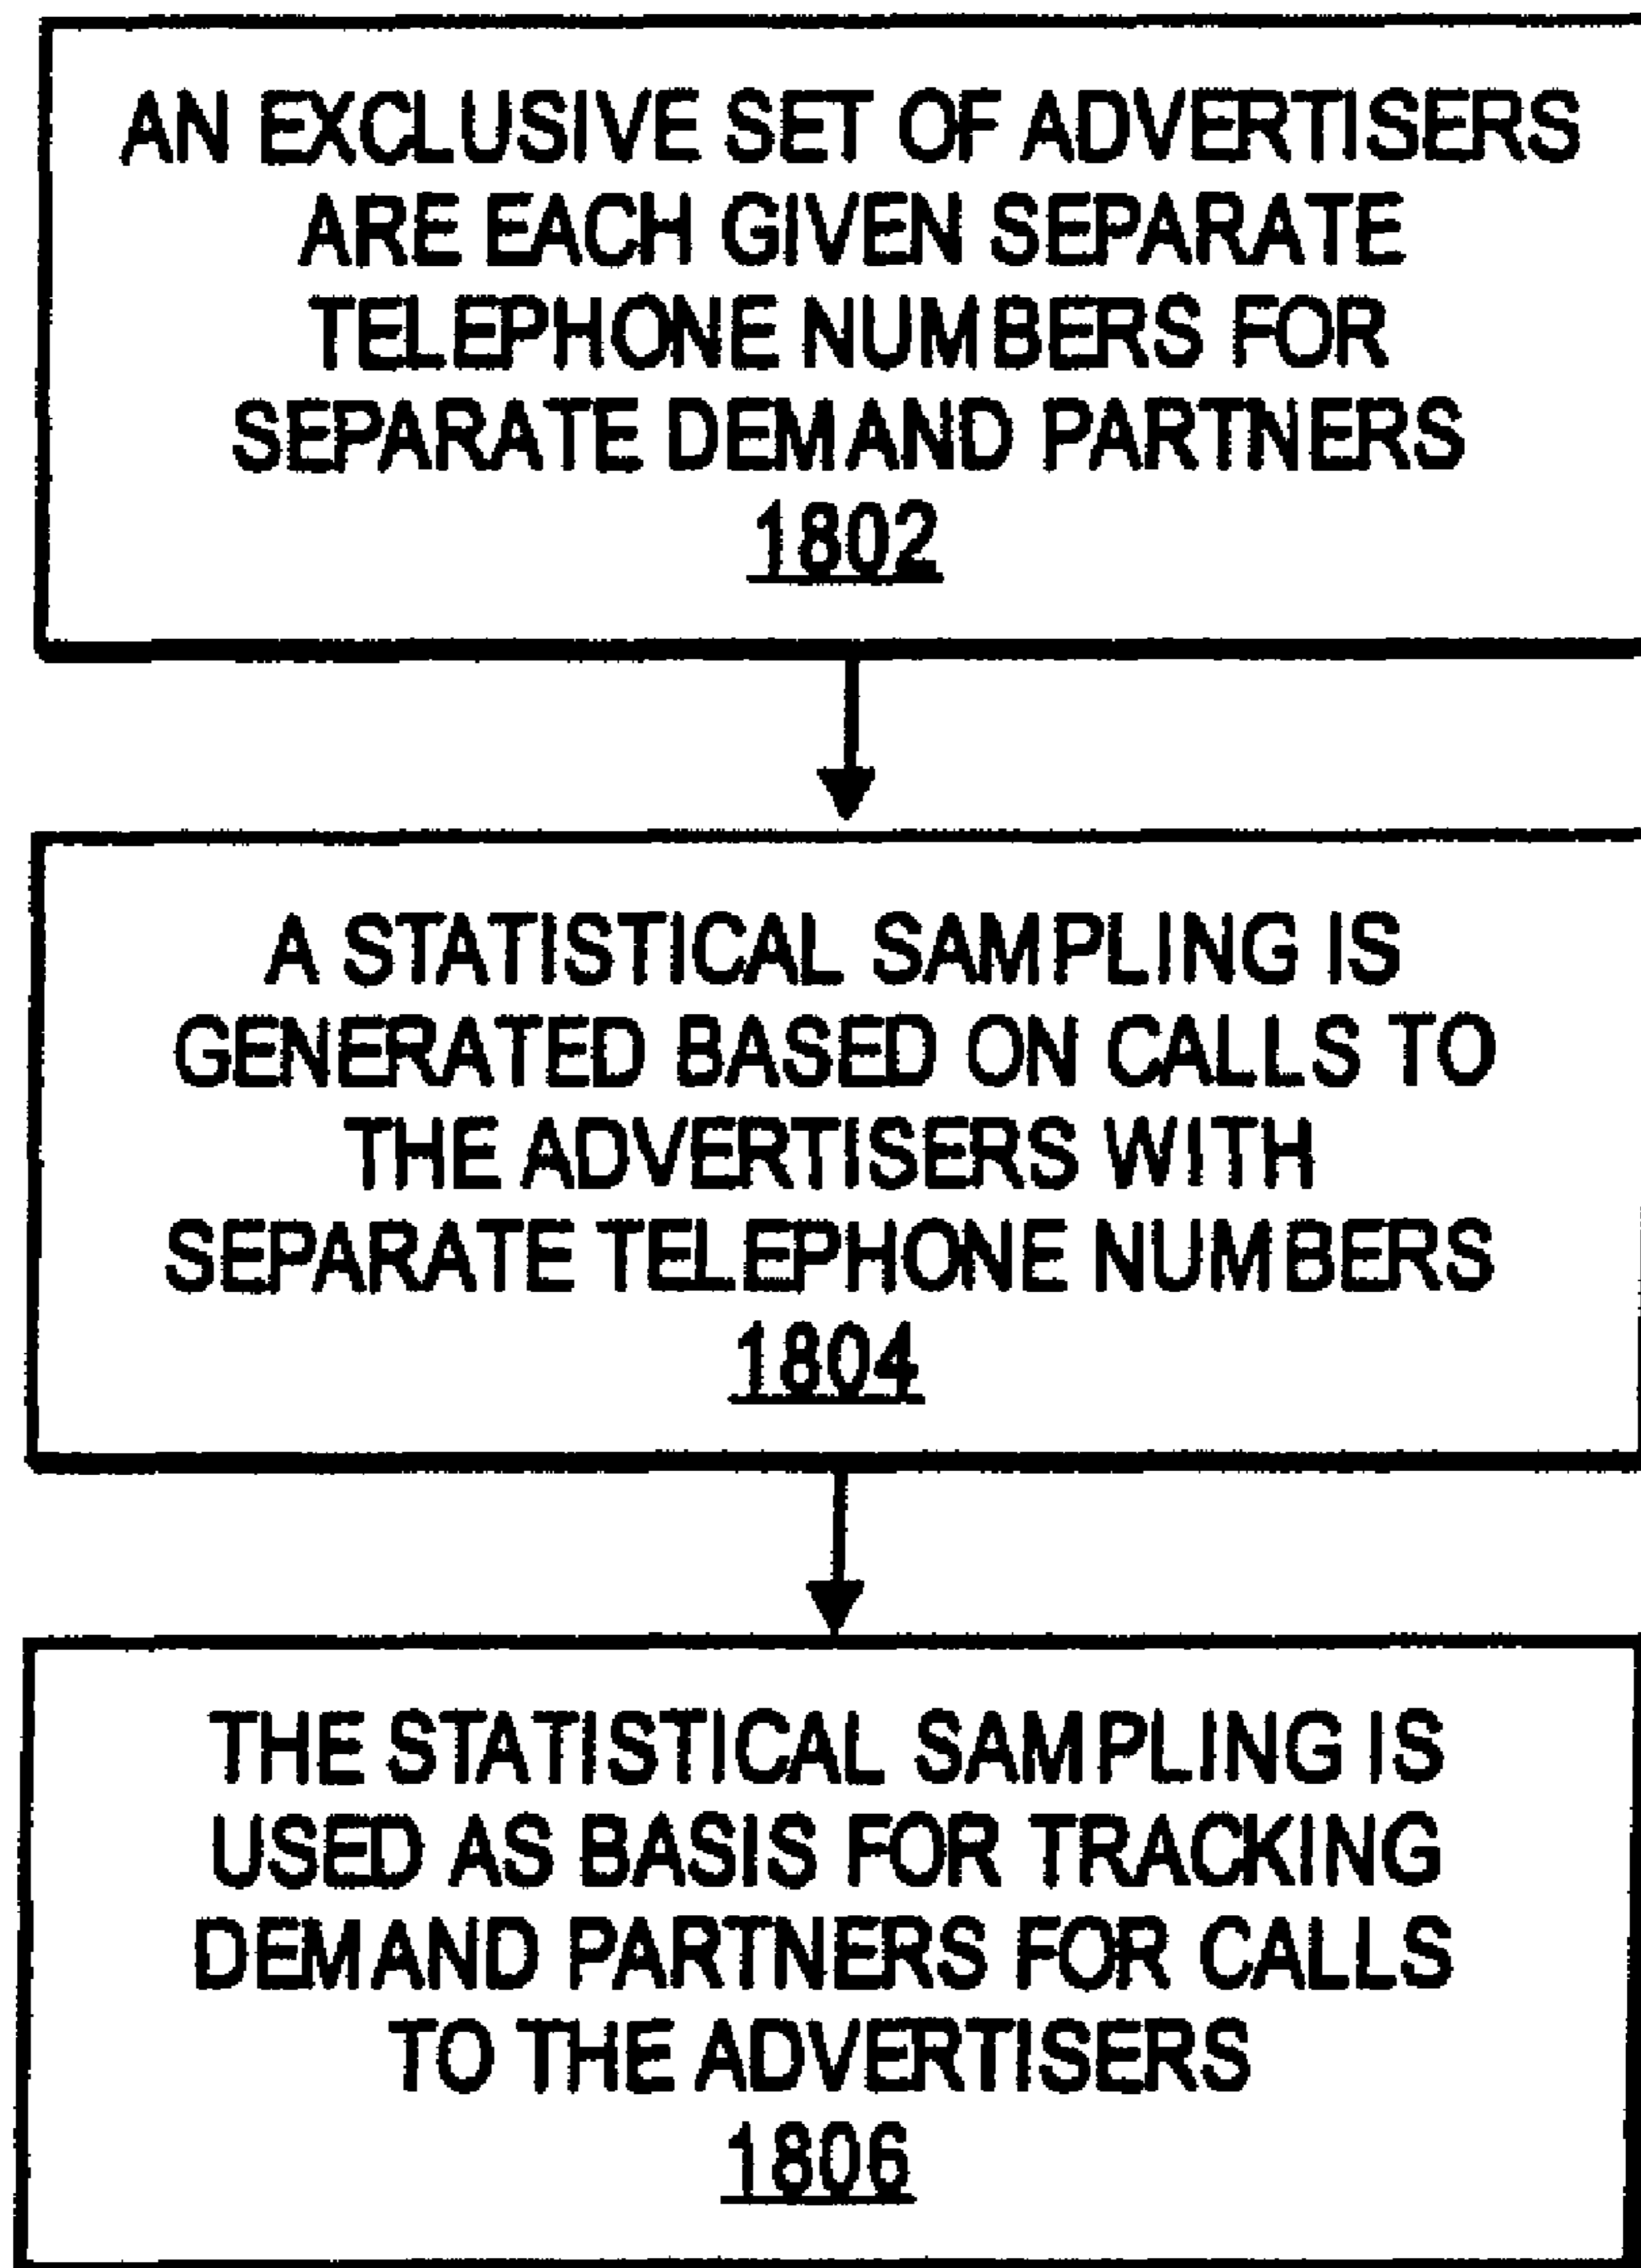 AN EXCLUSIVE SET OF ADVERTISERS
ARE EACH GIVEN SEPARATE
TELEPHONE NUMBERS FOR
SEPARATE DEMAND PARTNERS
1802
A STATISTICAL SAMPLING IS
GENERATED BASED ON CALLS TO
THE ADVERTISERS WITH
SEPARATE TELEPHONE NUMBERS
1804
THE STATISTICAL SAMPLING IS
USED AS BASIS FOR TRACKING
DEMAND PARTNERS FOR CALLS
TO THE ADVERTISERS
1806